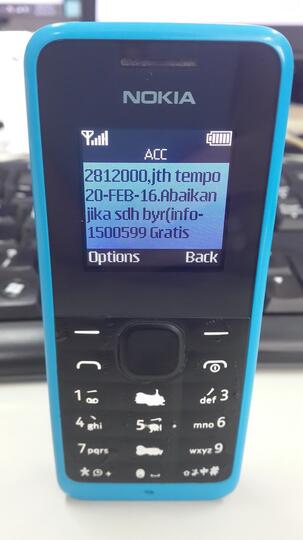 NOKIA
ACC
2812000,jth tempo
20-FEB-16.Abaikan
jika sdh byr(info-
1500599 Gratis
Options Back
1
def 3
4 ghi
5 jkl
mno 6
7 pqrs
wxyz 9
* +
#